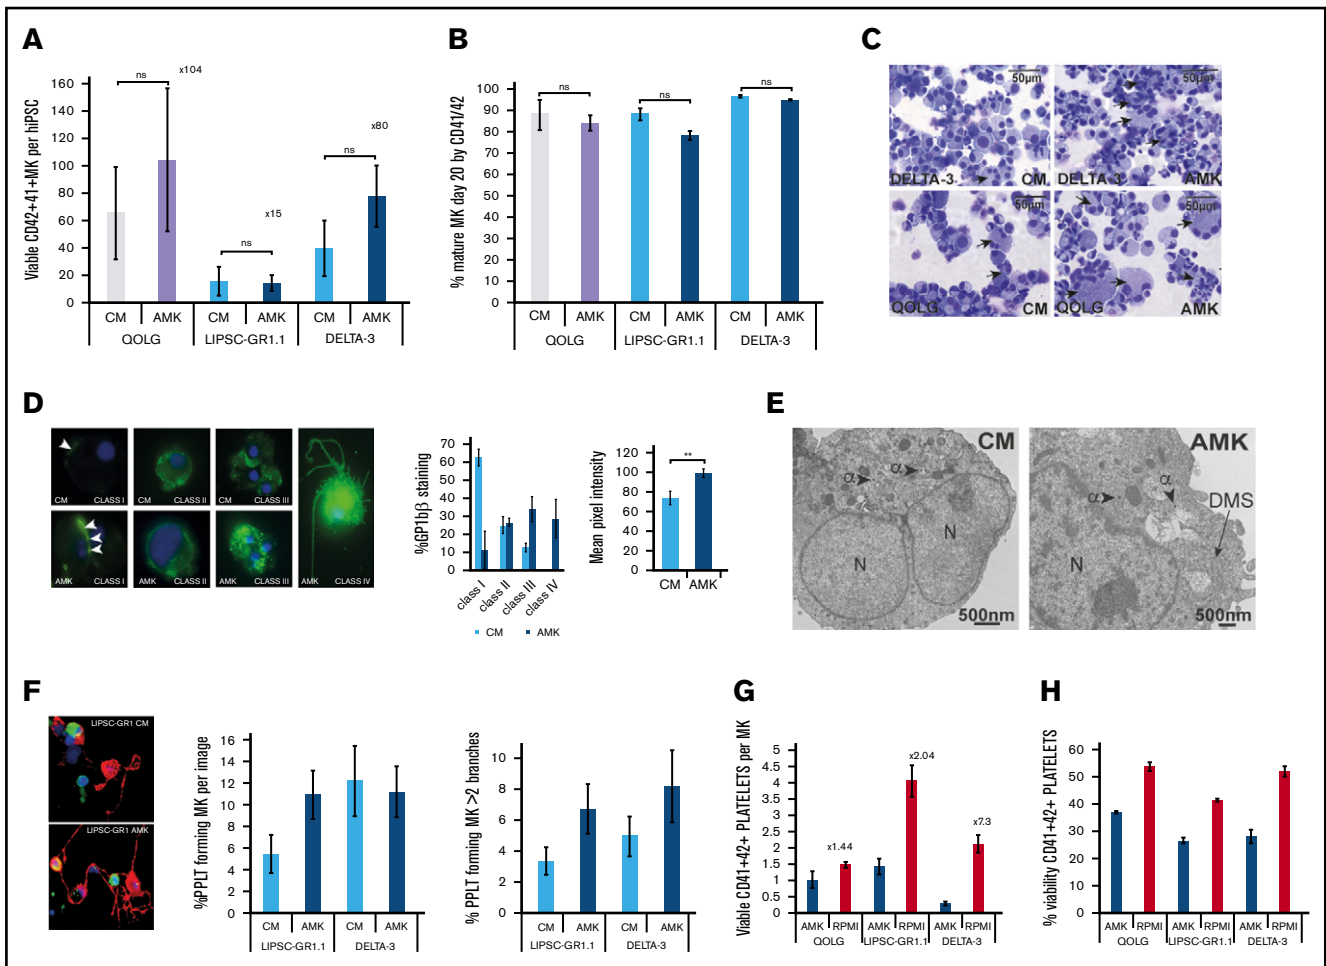 A
Viable CD42+41+MK per hiPSC
160
140
120
100
80
60
40
20
0
ns
x104
ns
x15
ns
x80
CM AMK CM AMK CM AMK
QOLG LIPSC-GR1.1 DELTA-3
B
% mature MK day 20 by CD41/42
100
90
80
70
60
50
40
30
20
10
0
ns
ns
ns
CM AMK CM AMK CM AMK
QOLG LIPSC-GR1.1 DELTA-3
C
50µm
DELTA-3 CM
50µm
DELTA-3 AMK
50µm
QOLG CM
50µm
QOLG AMK
D
CM CLASS I
CM CLASS II
CM CLASS III
AMK CLASS I
AMK CLASS II
AMK CLASS III
AMK CLASS IV
%GP1bβ staining
70
60
50
40
30
20
10
0
class I
class II
class III
class IV
CM AMK
Mean pixel intensity
120
100
80
60
40
20
0
**
CM AMK
E
CM
α
α
N
N
500nm
AMK
α
α
DMS
N
500nm
F
LIPSC-GR1 CM
LIPSC-GR1 AMK
%PPLT forming MK per image
16
14
12
10
8
6
4
2
0
CM AMK CM AMK
LIPSC-GR1.1 DELTA-3
% PPLT forming MK >2 branches
10
8
6
4
2
0
CM AMK CM AMK
LIPSC-GR1.1 DELTA-3
G
Viable CD41+42+ PLATELETS per MK
5
4.5
4
3.5
3
2.5
2
1.5
1
0.5
0
x1.44
x2.04
x7.3
AMK RPMI AMK RPMI AMK RPMI
QOLG LIPSC-GR1.1 DELTA-3
H
% viability CD41+42+ PLATELETS
60
50
40
30
20
10
0
AMK RPMI AMK RPMI AMK RPMI
QOLG LIPSC-GR1.1 DELTA-3